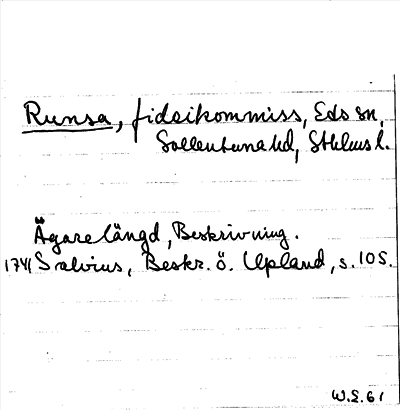 Runsa, fideikommiss, Eds sn,
Sollentuna hd, Sthlms l.
Ägarelängd, Beskrivning.
1741 Salvius, Beskr. ö. Upland, s. 105.
W.S. 61